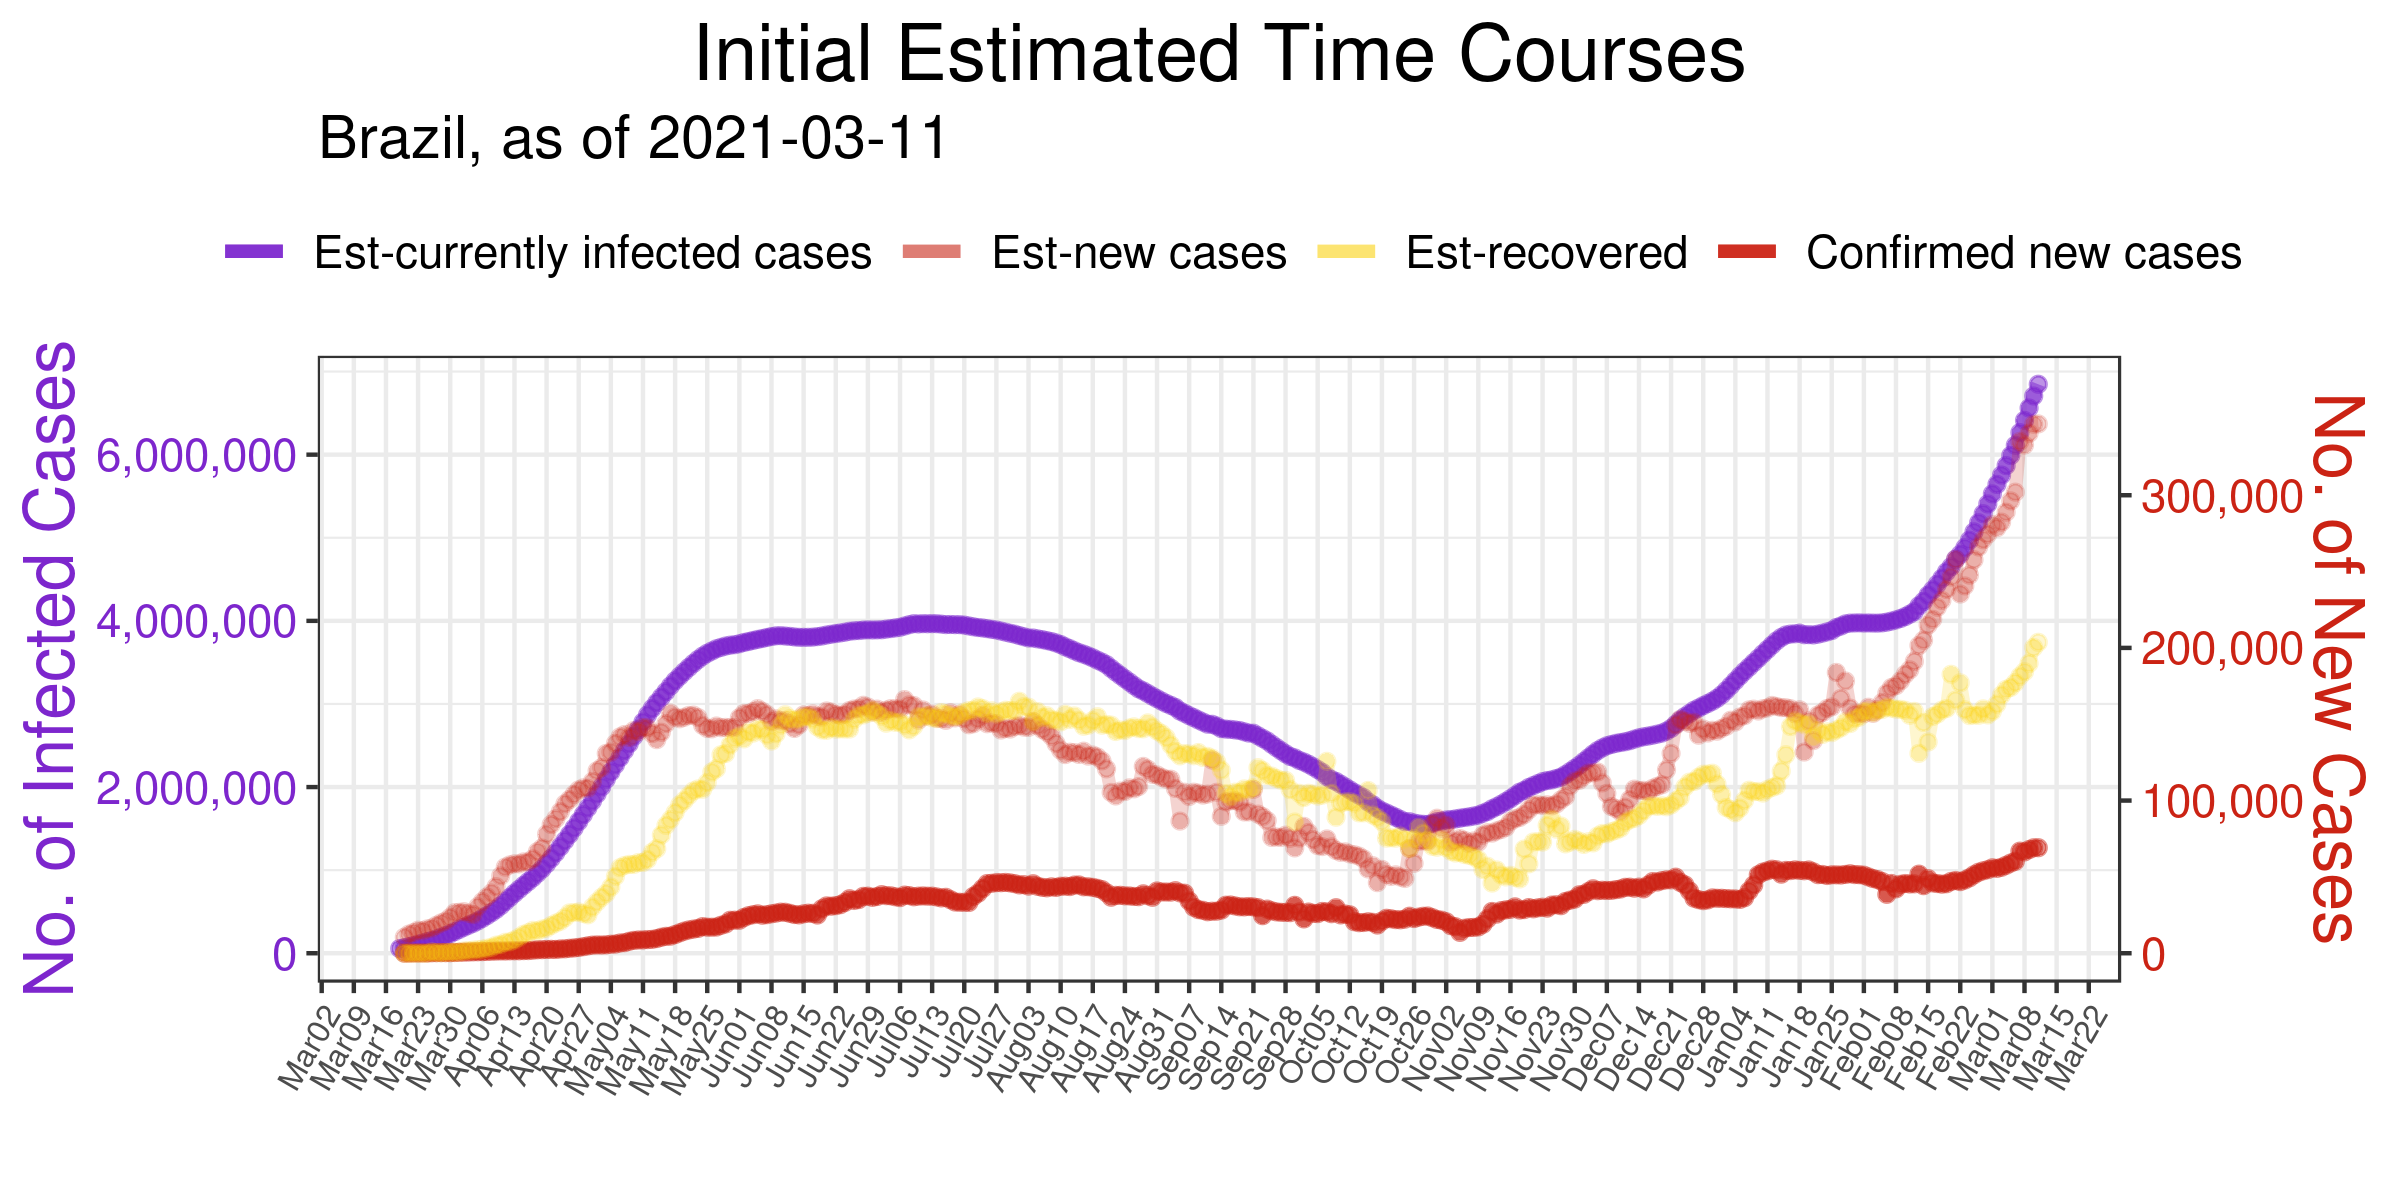 Initial Estimated Time Courses
Brazil, as of 2021-03-11
Est-currently infected cases
Est-new cases
Est-recovered
Confirmed new cases
No. of Infected Cases
6,000,000
4,000,000
2,000,000
0
No. of New Cases
300,000
200,000
100,000
0
Mar02
Mar09
Mar16
Mar23
Mar30
Apr06
Apr13
Apr20
Apr27
May04
May11
May18
May25
Jun01
Jun08
Jun15
Jun22
Jun29
Jul06
Jul13
Jul20
Jul27
Aug03
Aug10
Aug17
Aug24
Aug31
Sep07
Sep14
Sep21
Sep28
Oct05
Oct12
Oct19
Oct26
Nov02
Nov09
Nov16
Nov23
Nov30
Dec07
Dec14
Dec21
Dec28
Jan04
Jan11
Jan18
Jan25
Feb01
Feb08
Feb15
Feb22
Mar01
Mar08
Mar15
Mar22